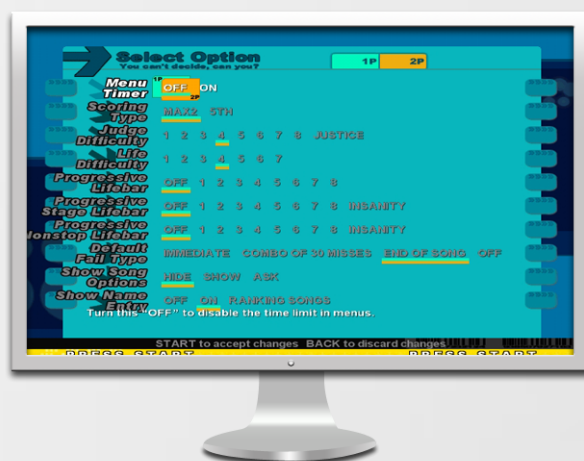 Select Option
You can't decide, can you?
1P 2P
1P
Menu Timer OFF ON
2P
Scoring Type MAX2 5TH
Judge Difficulty 1 2 3 4 5 6 7 8 JUSTICE
Life Difficulty 1 2 3 4 5 6 7
Progressive Lifebar OFF 1 2 3 4 5 6 7 8
Progressive Stage Lifebar OFF 1 2 3 4 5 6 7 8 INSANITY
Progressive Nonstop Lifebar OFF 1 2 3 4 5 6 7 8 INSANITY
Default Fail Type IMMEDIATE COMBO OF 30 MISSES END OF SONG OFF
Show Song Options HIDE SHOW ASK
Show Name Entry OFF ON RANKING SONGS
Turn this "OFF" to disable the time limit in menus.
START to accept changes BACK to discard changes
PRESS START PRESS START